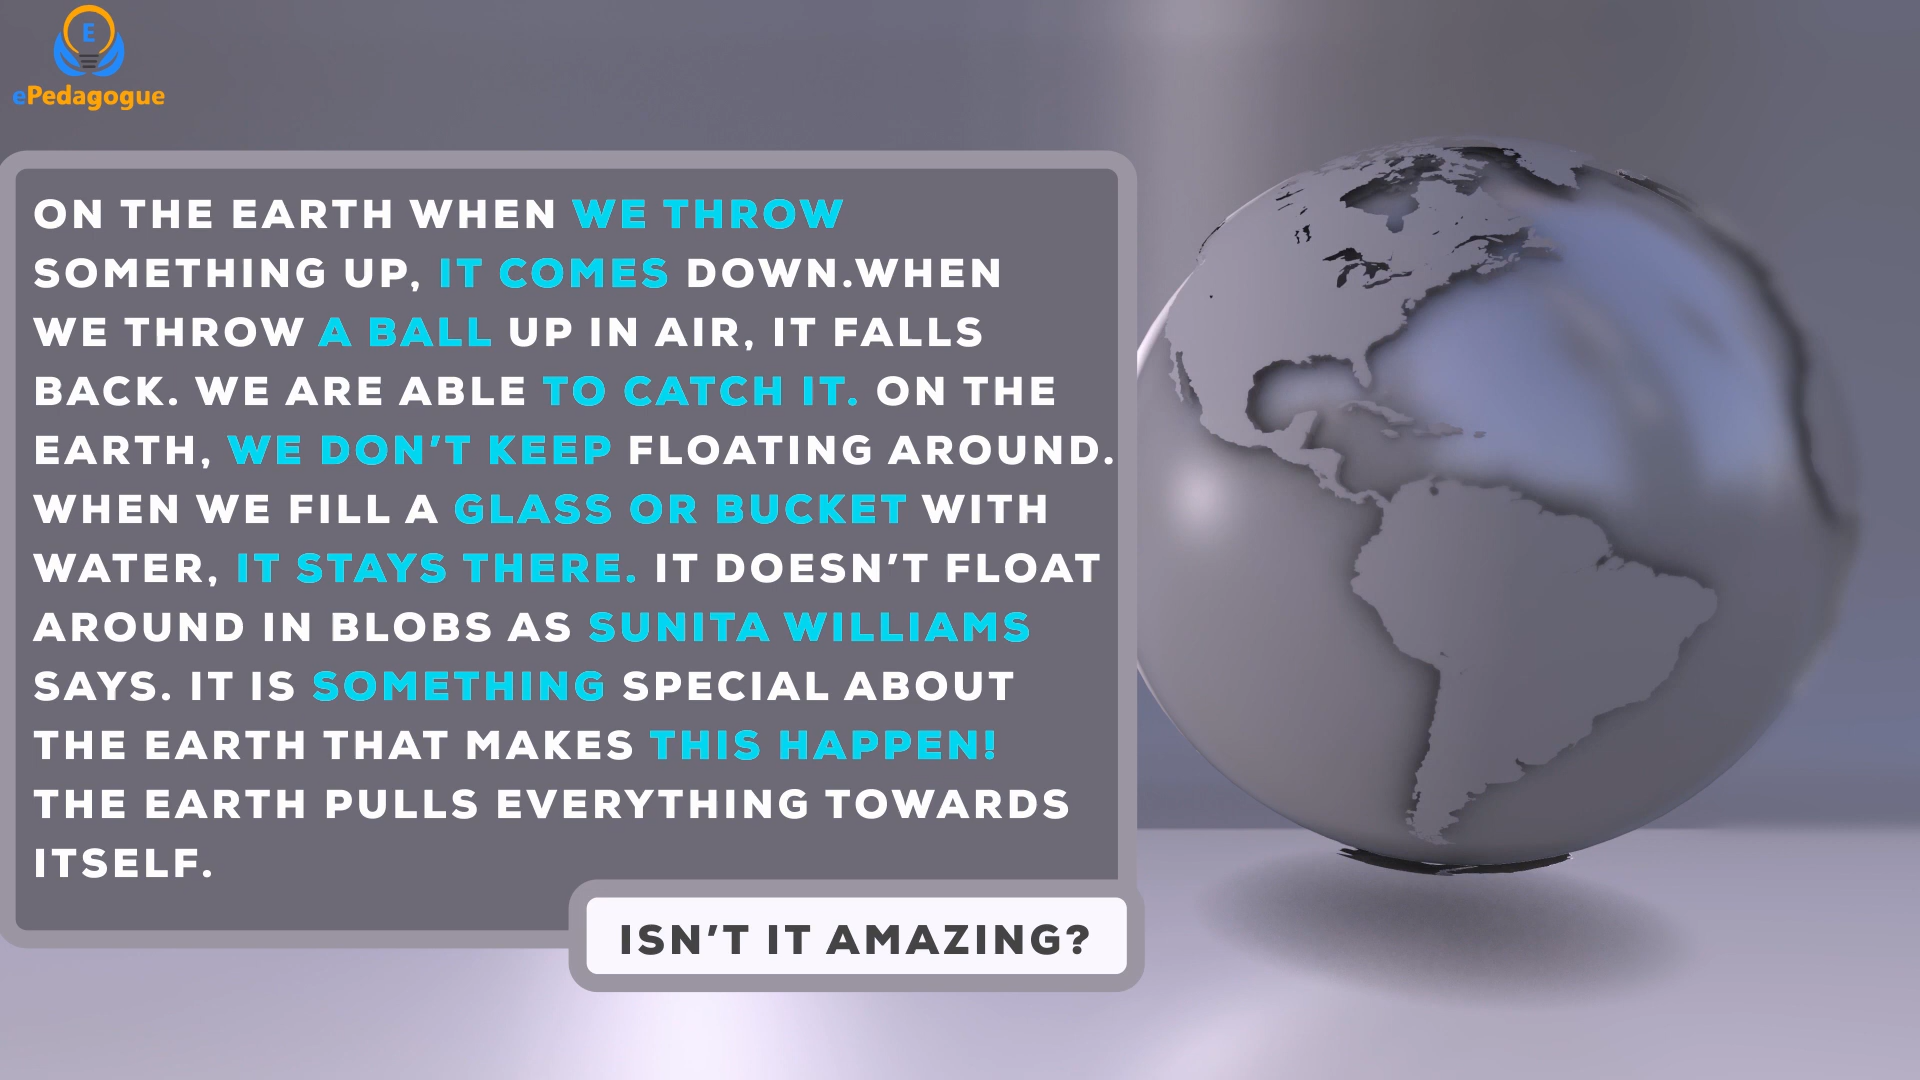 E
ePedagogue
ON THE EARTH WHEN WE THROW
SOMETHING UP, IT COMES DOWN.WHEN
WE THROW A BALL UP IN AIR, IT FALLS
BACK. WE ARE ABLE TO CATCH IT. ON THE
EARTH, WE DON'T KEEP FLOATING AROUND.
WHEN WE FILL A GLASS OR BUCKET WITH
WATER, IT STAYS THERE. IT DOESN'T FLOAT
AROUND IN BLOBS AS SUNITA WILLIAMS
SAYS. IT IS SOMETHING SPECIAL ABOUT
THE EARTH THAT MAKES THIS HAPPEN!
THE EARTH PULLS EVERYTHING TOWARDS
ITSELF.
ISN'T IT AMAZING?